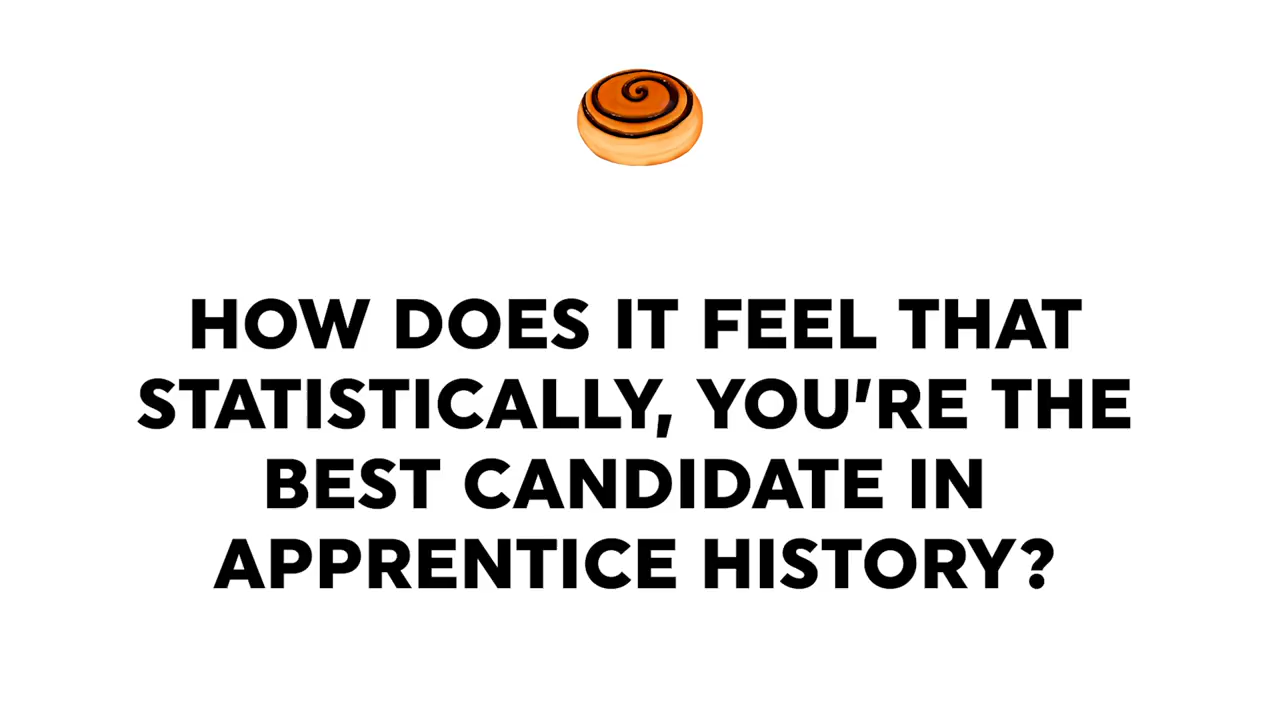 HOW DOES IT FEEL THAT
STATISTICALLY, YOU’RE THE
BEST CANDIDATE IN
APPRENTICE HISTORY?